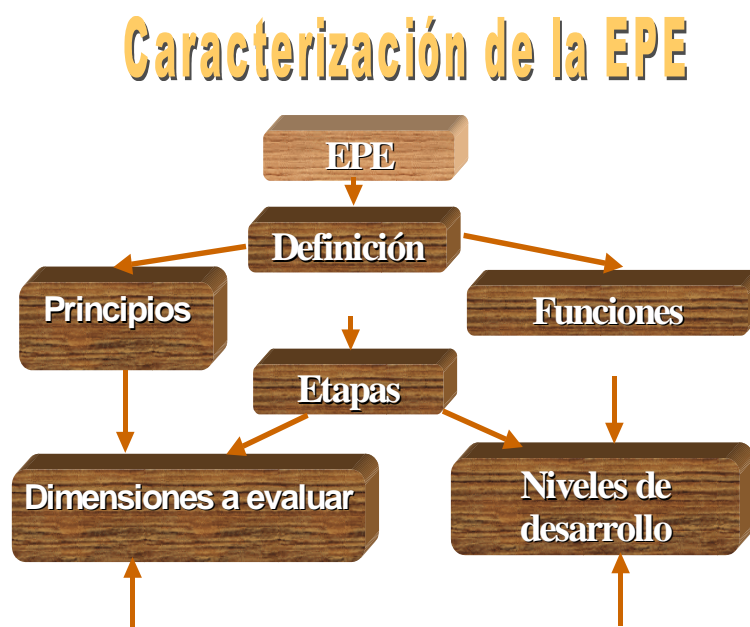 Caracterización de la EPE
EPE
Definición
Principios
Funciones
Etapas
Dimensiones a evaluar
Niveles de
desarrollo